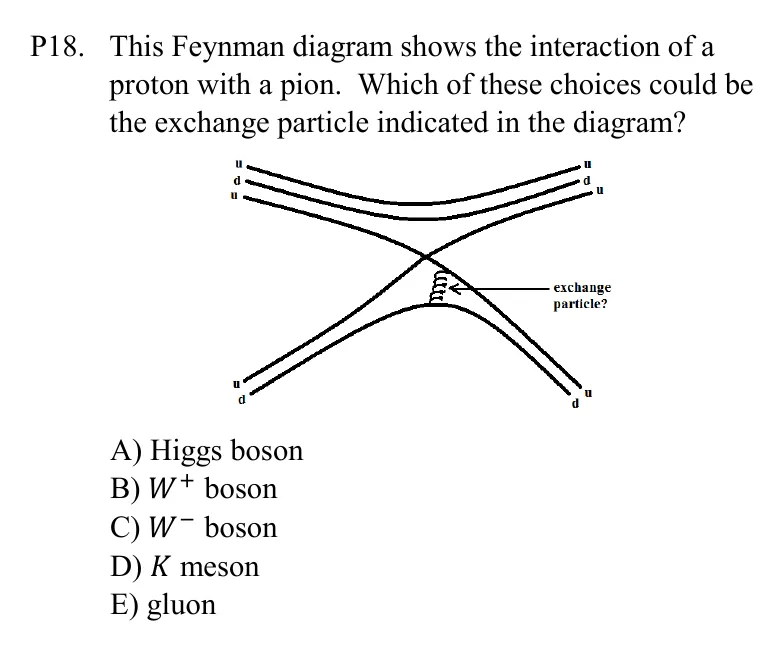 P18. This Feynman diagram shows the interaction of a
proton with a pion. Which of these choices could be
the exchange particle indicated in the diagram?
u u
d d
u u
exchange
particle?
u u
d d
A) Higgs boson
B) W⁺ boson
C) W⁻ boson
D) K meson
E) gluon